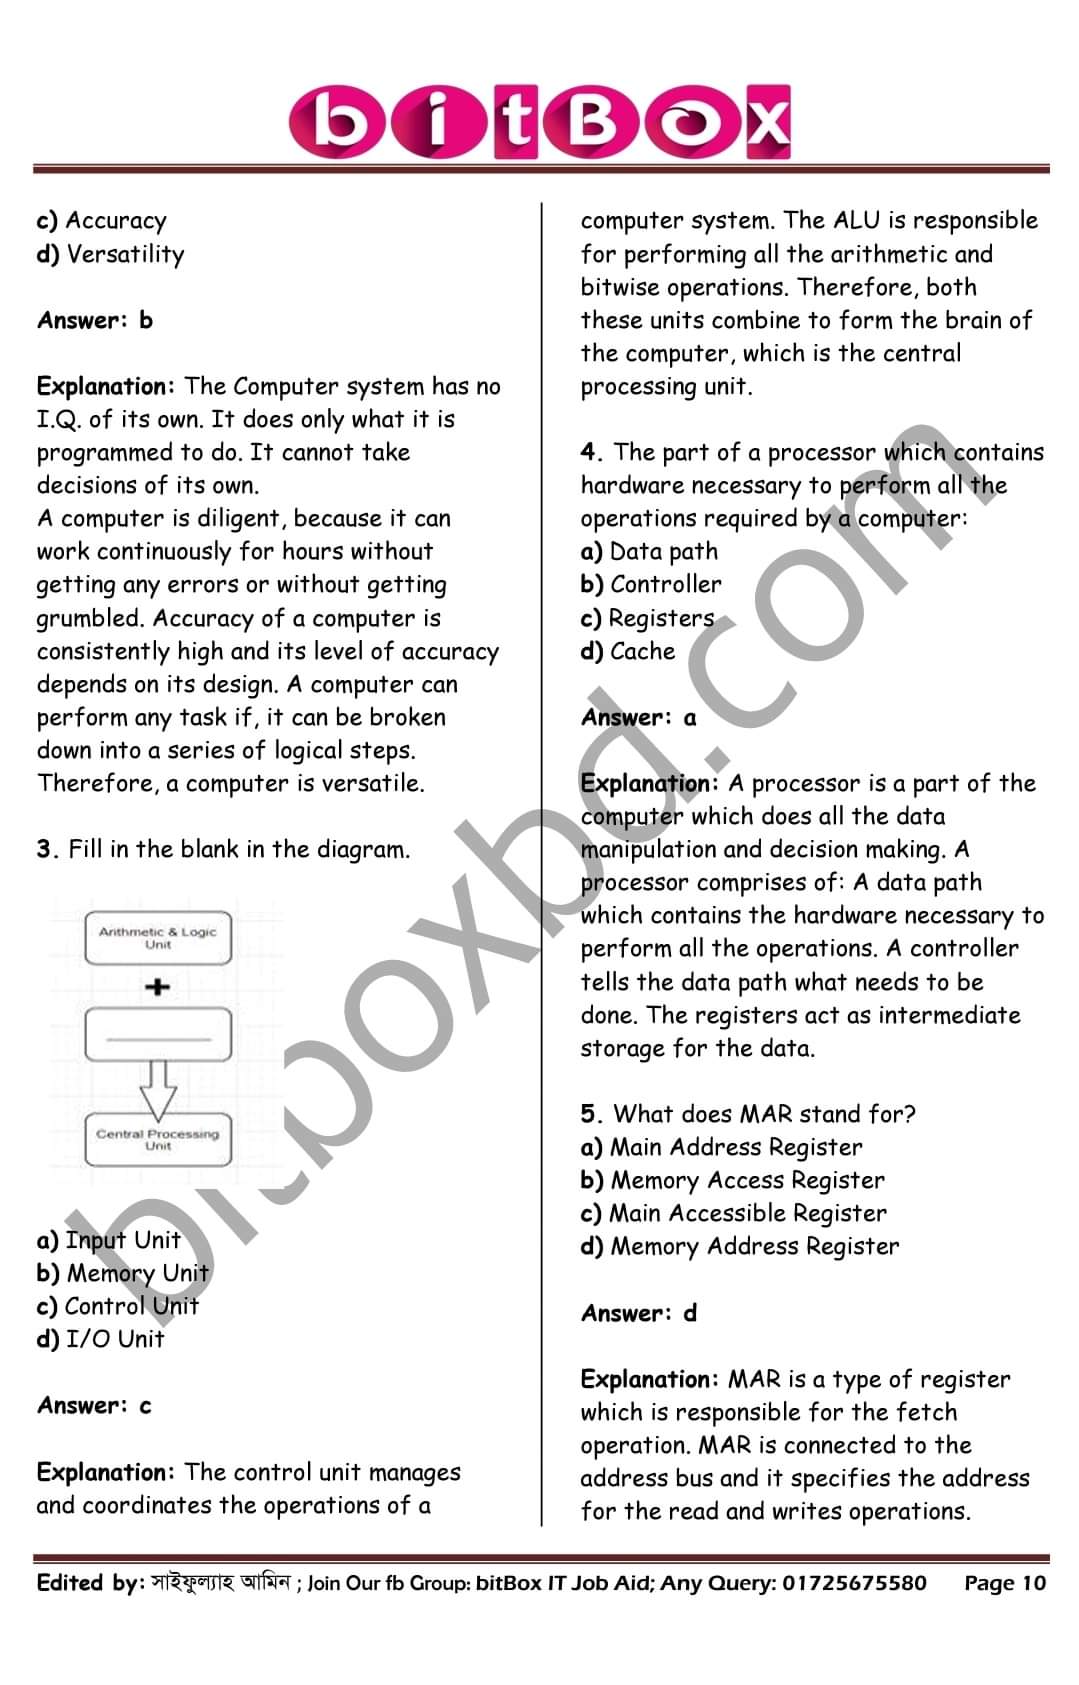 bitBox
c) Accuracy
d) Versatility
Answer: b
Explanation: The Computer system has no
I.Q. of its own. It does only what it is
programmed to do. It cannot take
decisions of its own.
A computer is diligent, because it can
work continuously for hours without
getting any errors or without getting
grumbled. Accuracy of a computer is
consistently high and its level of accuracy
depends on its design. A computer can
perform any task if, it can be broken
down into a series of logical steps.
Therefore, a computer is versatile.
3. Fill in the blank in the diagram.
Arithmetic & Logic
Unit
+
Central Processing
Unit
a) Input Unit
b) Memory Unit
c) Control Unit
d) I/O Unit
Answer: c
Explanation: The control unit manages
and coordinates the operations of a
computer system. The ALU is responsible
for performing all the arithmetic and
bitwise operations. Therefore, both
these units combine to form the brain of
the computer, which is the central
processing unit.
4. The part of a processor which contains
hardware necessary to perform all the
operations required by a computer:
a) Data path
b) Controller
c) Registers
d) Cache
Answer: a
Explanation: A processor is a part of the
computer which does all the data
manipulation and decision making. A
processor comprises of: A data path
which contains the hardware necessary to
perform all the operations. A controller
tells the data path what needs to be
done. The registers act as intermediate
storage for the data.
5. What does MAR stand for?
a) Main Address Register
b) Memory Access Register
c) Main Accessible Register
d) Memory Address Register
Answer: d
Explanation: MAR is a type of register
which is responsible for the fetch
operation. MAR is connected to the
address bus and it specifies the address
for the read and writes operations.
bitboxbd.com
Edited by: সাইফুল্যাহ আমিন ; Join Our fb Group: bitBox IT Job Aid; Any Query: 01725675580 Page 10